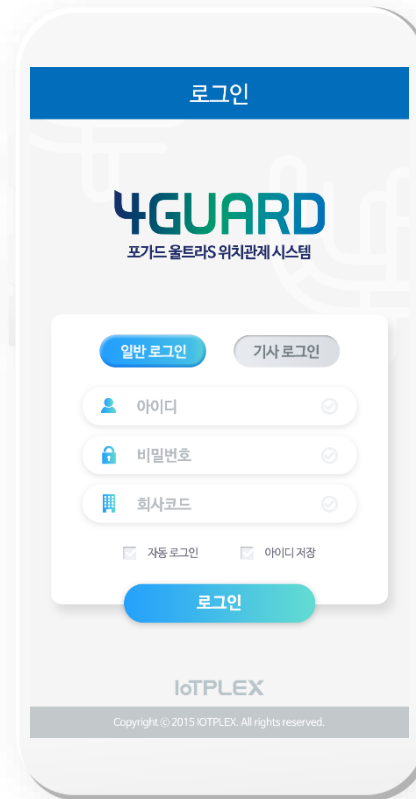 로그인
4GUARD
포가드 울트라S 위치관제 시스템
일반 로그인 기사 로그인
아이디
비밀번호
회사코드
자동 로그인 아이디 저장
로그인
IoTPLEX
Copyright © 2015 IOTPLEX. All rights reserved.